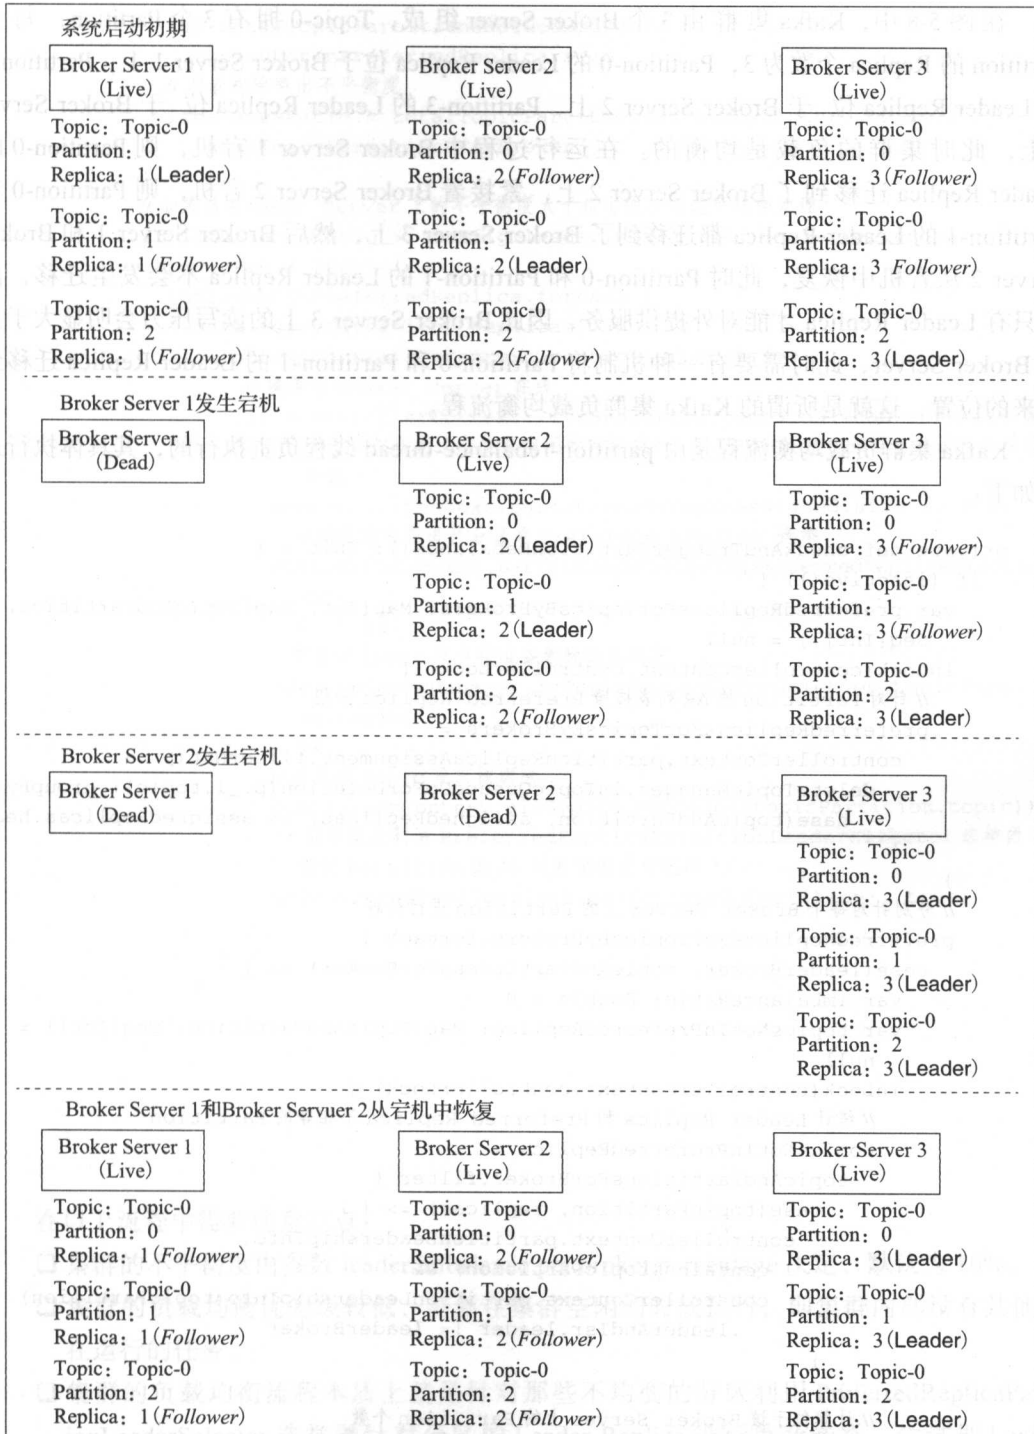 系统启动初期
Broker Server 1
(Live)
Topic：Topic-0
Partition：0
Replica：1(Leader)
Topic：Topic-0
Partition：1
Replica：1(Follower)
Topic：Topic-0
Partition：2
Replica：1(Follower)
Broker Server 2
(Live)
Topic：Topic-0
Partition：0
Replica：2(Follower)
Topic：Topic-0
Partition：1
Replica：2(Leader)
Topic：Topic-0
Partition：2
Replica：2(Follower)
Broker Server 3
(Live)
Topic：Topic-0
Partition：0
Replica：3(Follower)
Topic：Topic-0
Partition：1
Replica：3 Follower)
Topic：Topic-0
Partition：2
Replica：3(Leader)
Broker Server 1发生宕机
Broker Server 1
(Dead)
Broker Server 2
(Live)
Topic：Topic-0
Partition：0
Replica：2(Leader)
Topic：Topic-0
Partition：1
Replica：2(Leader)
Topic：Topic-0
Partition：2
Replica：2(Follower)
Broker Server 3
(Live)
Topic：Topic-0
Partition：0
Replica：3(Follower)
Topic：Topic-0
Partition：1
Replica：3(Follower)
Topic：Topic-0
Partition：2
Replica：3(Leader)
Broker Server 2发生宕机
Broker Server 1
(Dead)
Broker Server 2
(Dead)
Broker Server 3
(Live)
Topic：Topic-0
Partition：0
Replica：3(Leader)
Topic：Topic-0
Partition：1
Replica：3(Leader)
Topic：Topic-0
Partition：2
Replica：3(Leader)
Broker Server 1和Broker Servuer 2从宕机中恢复
Broker Server 1
(Live)
Topic：Topic-0
Partition：0
Replica：1(Follower)
Topic：Topic-0
Partition：1
Replica：1(Follower)
Topic：Topic-0
Partition：2
Replica：1(Follower)
Broker Server 2
(Live)
Topic：Topic-0
Partition：0
Replica：2(Follower)
Topic：Topic-0
Partition：1
Replica：2(Follower)
Topic：Topic-0
Partition：2
Replica：2(Follower)
Broker Server 3
(Live)
Topic：Topic-0
Partition：0
Replica：3(Leader)
Topic：Topic-0
Partition：1
Replica：3(Leader)
Topic：Topic-0
Partition：2
Replica：3(Leader)